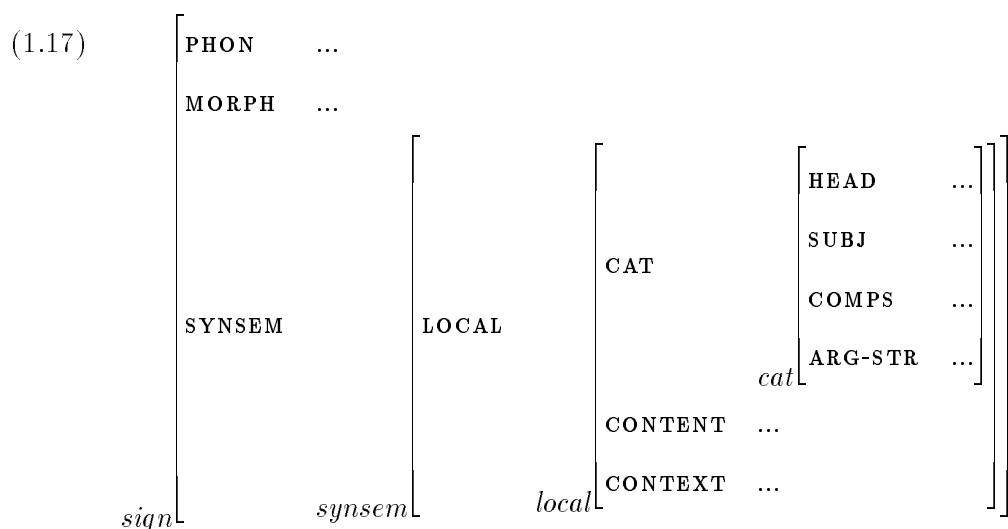 (1.17) PHON ...
MORPH ...
HEAD ...
SUBJ ...
CAT
COMPS ...
SYNSEM LOCAL
ARG-STR ...
cat
CONTENT ...
CONTEXT ...
sign synsem local